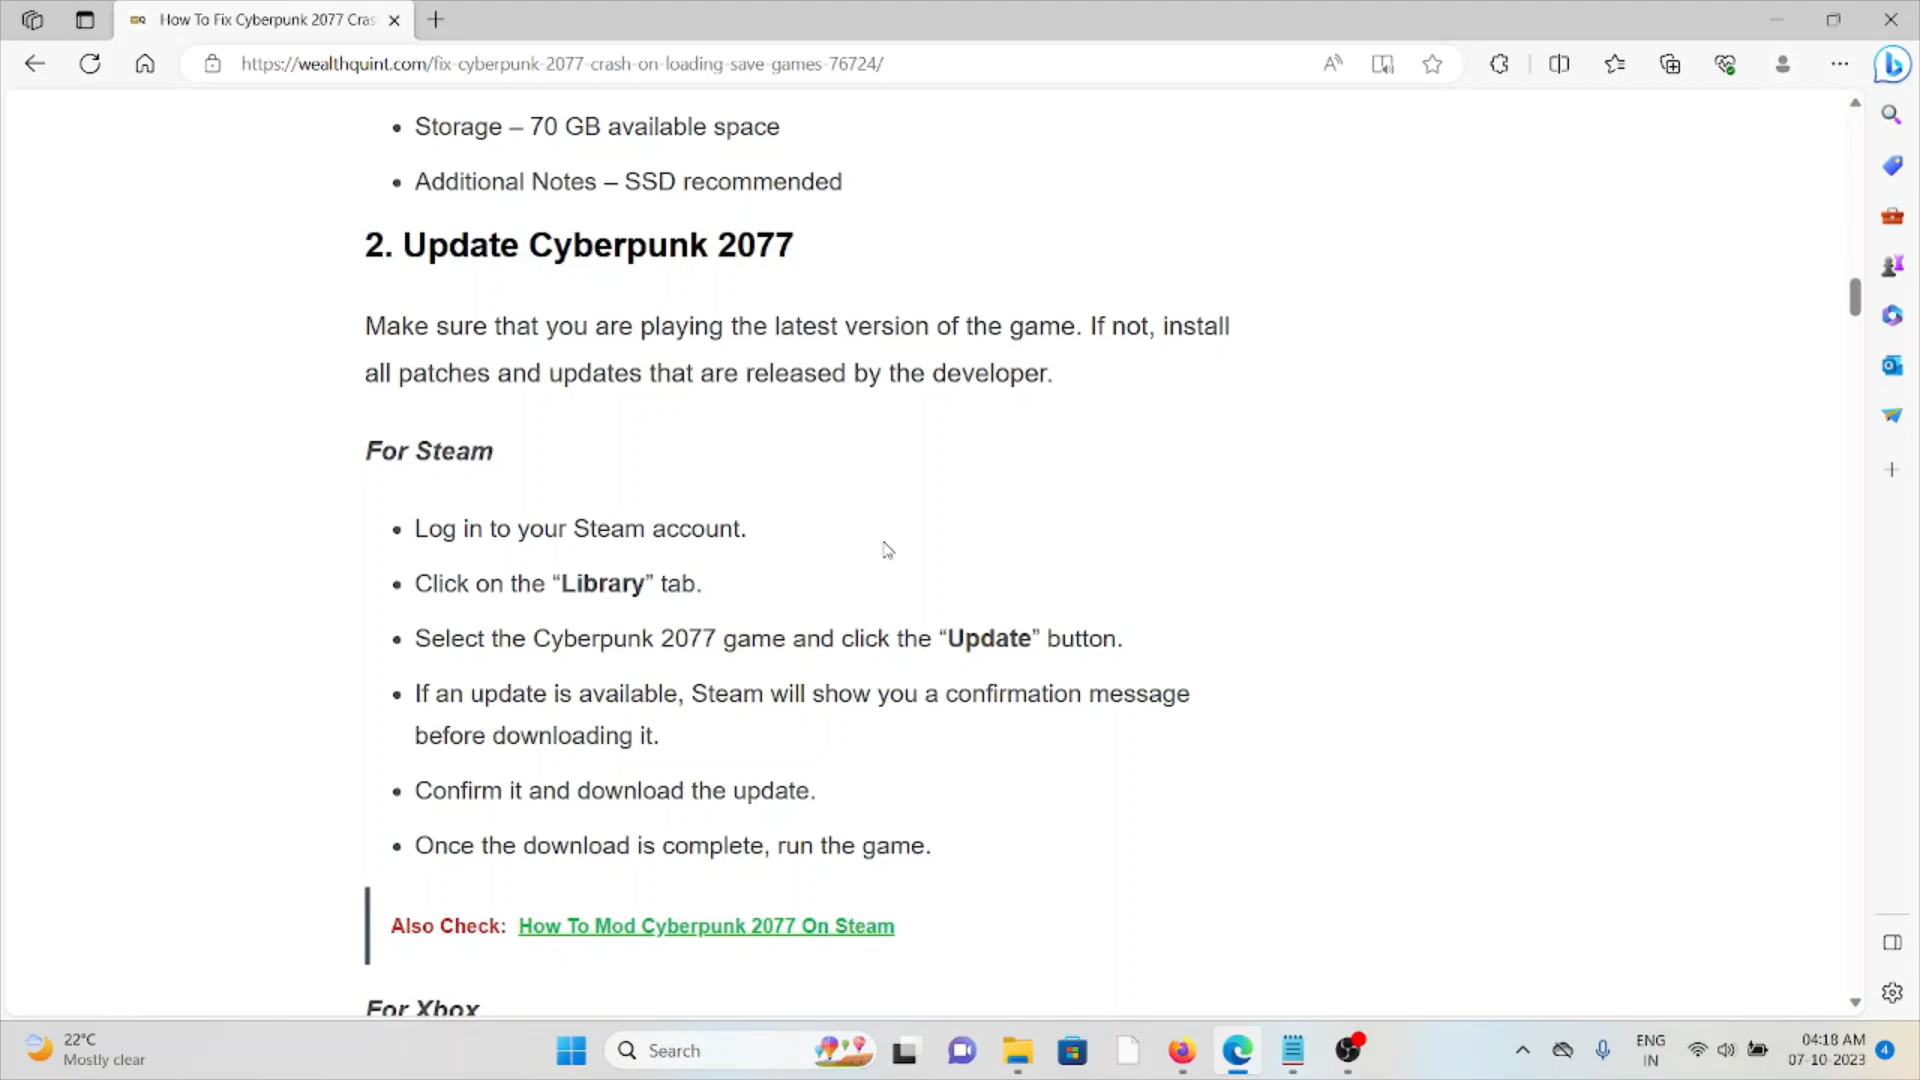 How To Fix Cyberpunk 2077 Cras
https://wealthquint.com/fix-cyberpunk-2077-crash-on-loading-save-games-76724/
• Storage – 70 GB available space
• Additional Notes – SSD recommended
2. Update Cyberpunk 2077
Make sure that you are playing the latest version of the game. If not, install
all patches and updates that are released by the developer.
For Steam
• Log in to your Steam account.
• Click on the “Library” tab.
• Select the Cyberpunk 2077 game and click the “Update” button.
• If an update is available, Steam will show you a confirmation message
before downloading it.
• Confirm it and download the update.
• Once the download is complete, run the game.
Also Check: How To Mod Cyberpunk 2077 On Steam
For Xbox
22°C
Mostly clear
Search
ENG
IN
04:18 AM
07-10-2023
4